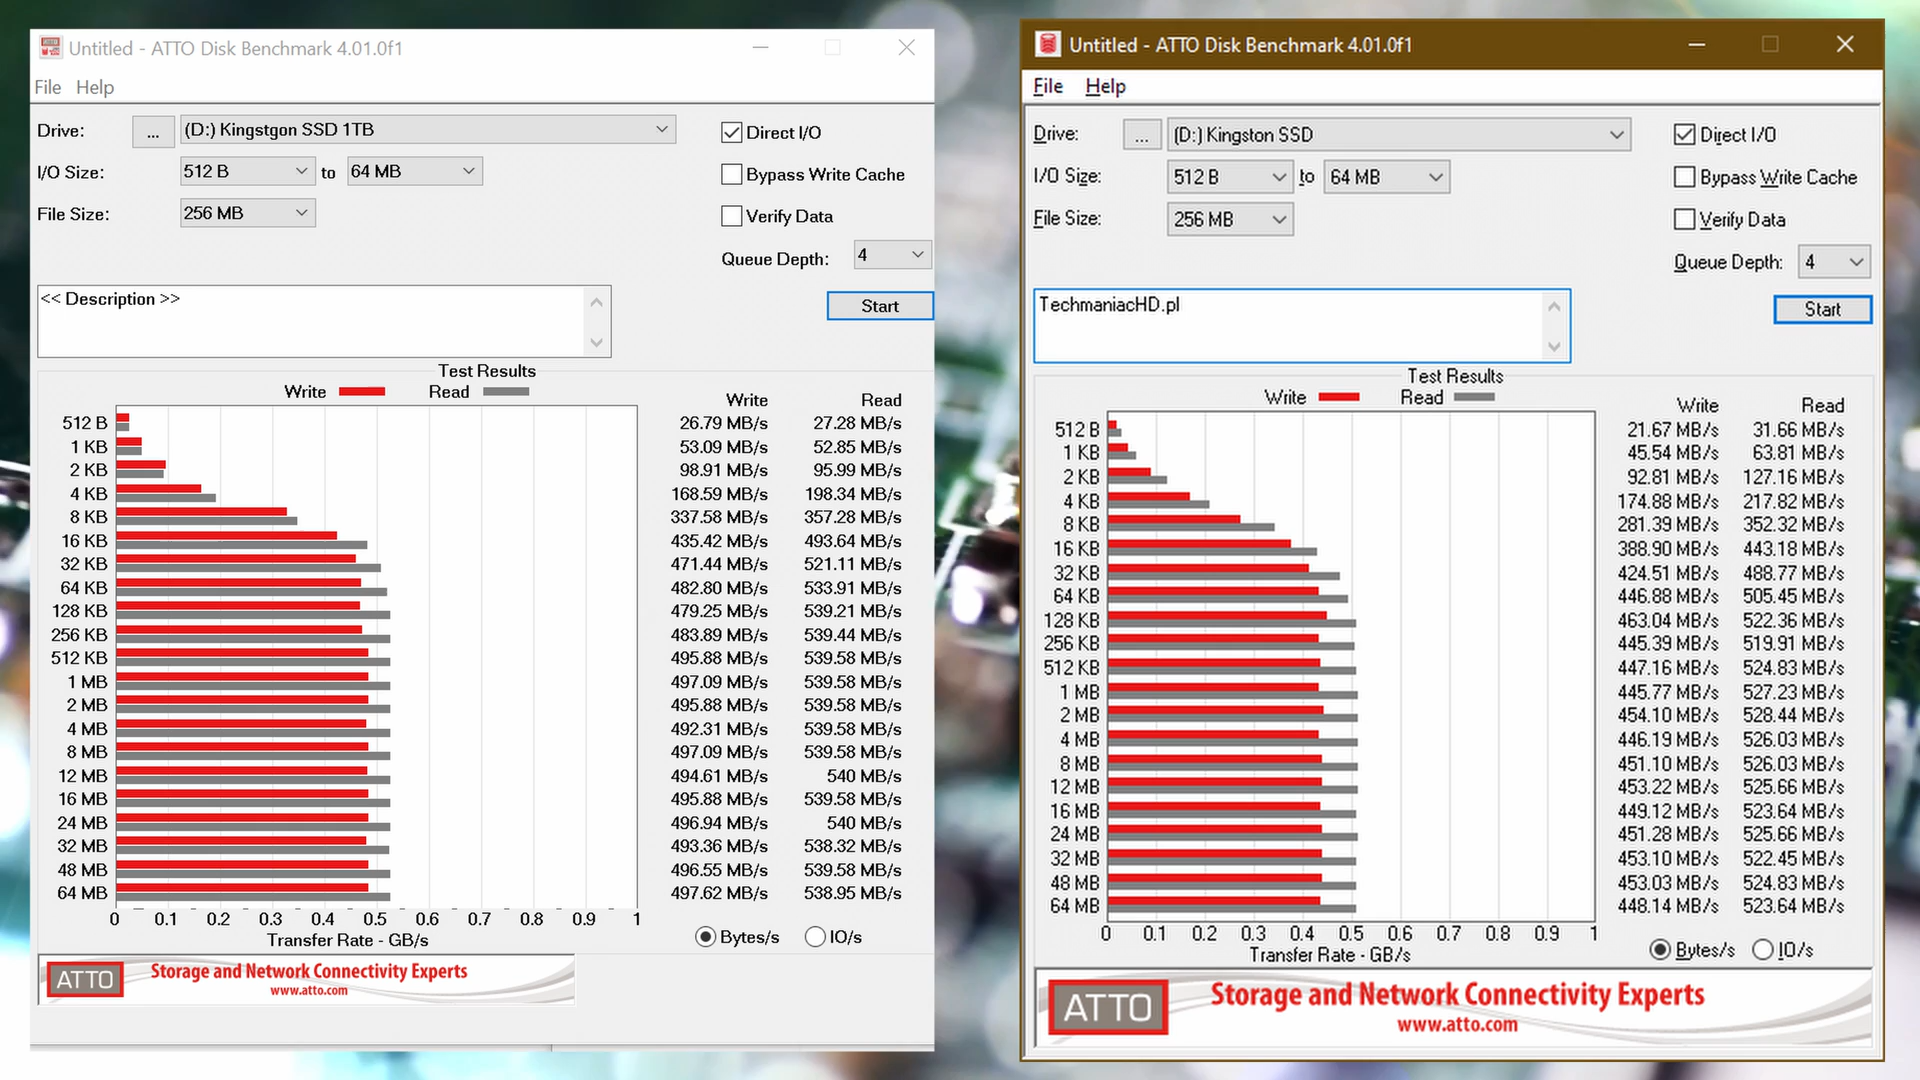 Untitled - ATTO Disk Benchmark 4.01.0f1
File Help
Drive: ... (D:) Kingstgon SSD 1TB
Direct I/O
I/O Size: 512 B to 64 MB
Bypass Write Cache
File Size: 256 MB
Verify Data
Queue Depth: 4
<< Description >>
Start
Test Results
Write Read
Write Read
512 B 26.79 MB/s 27.28 MB/s
1 KB 53.09 MB/s 52.85 MB/s
2 KB 98.91 MB/s 95.99 MB/s
4 KB 168.59 MB/s 198.34 MB/s
8 KB 337.58 MB/s 357.28 MB/s
16 KB 435.42 MB/s 493.64 MB/s
32 KB 471.44 MB/s 521.11 MB/s
64 KB 482.80 MB/s 533.91 MB/s
128 KB 479.25 MB/s 539.21 MB/s
256 KB 483.89 MB/s 539.44 MB/s
512 KB 495.88 MB/s 539.58 MB/s
1 MB 497.09 MB/s 539.58 MB/s
2 MB 495.88 MB/s 539.58 MB/s
4 MB 492.31 MB/s 539.58 MB/s
8 MB 497.09 MB/s 539.58 MB/s
12 MB 494.61 MB/s 540 MB/s
16 MB 495.88 MB/s 539.58 MB/s
24 MB 496.94 MB/s 540 MB/s
32 MB 493.36 MB/s 538.32 MB/s
48 MB 496.55 MB/s 539.58 MB/s
64 MB 497.62 MB/s 538.95 MB/s
0 0.1 0.2 0.3 0.4 0.5 0.6 0.7 0.8 0.9 1
Transfer Rate - GB/s
Bytes/s IO/s
ATTO Storage and Network Connectivity Experts
www.atto.com
Untitled - ATTO Disk Benchmark 4.01.0f1
File Help
Drive: ... (D:) Kingston SSD
Direct I/O
I/O Size: 512 B to 64 MB
Bypass Write Cache
File Size: 256 MB
Verify Data
Queue Depth: 4
TechmaniacHD.pl
Start
Test Results
Write Read
Write Read
512 B 21.67 MB/s 31.66 MB/s
1 KB 45.54 MB/s 63.81 MB/s
2 KB 92.81 MB/s 127.16 MB/s
4 KB 174.88 MB/s 217.82 MB/s
8 KB 281.39 MB/s 352.32 MB/s
16 KB 388.90 MB/s 443.18 MB/s
32 KB 424.51 MB/s 488.77 MB/s
64 KB 446.88 MB/s 505.45 MB/s
128 KB 463.04 MB/s 522.36 MB/s
256 KB 445.39 MB/s 519.91 MB/s
512 KB 447.16 MB/s 524.83 MB/s
1 MB 445.77 MB/s 527.23 MB/s
2 MB 454.10 MB/s 528.44 MB/s
4 MB 446.19 MB/s 526.03 MB/s
8 MB 451.10 MB/s 526.03 MB/s
12 MB 453.22 MB/s 525.66 MB/s
16 MB 449.12 MB/s 523.64 MB/s
24 MB 451.28 MB/s 525.66 MB/s
32 MB 453.10 MB/s 522.45 MB/s
48 MB 453.03 MB/s 524.83 MB/s
64 MB 448.14 MB/s 523.64 MB/s
0 0.1 0.2 0.3 0.4 0.5 0.6 0.7 0.8 0.9 1
Transfer Rate - GB/s
Bytes/s IO/s
ATTO Storage and Network Connectivity Experts
www.atto.com